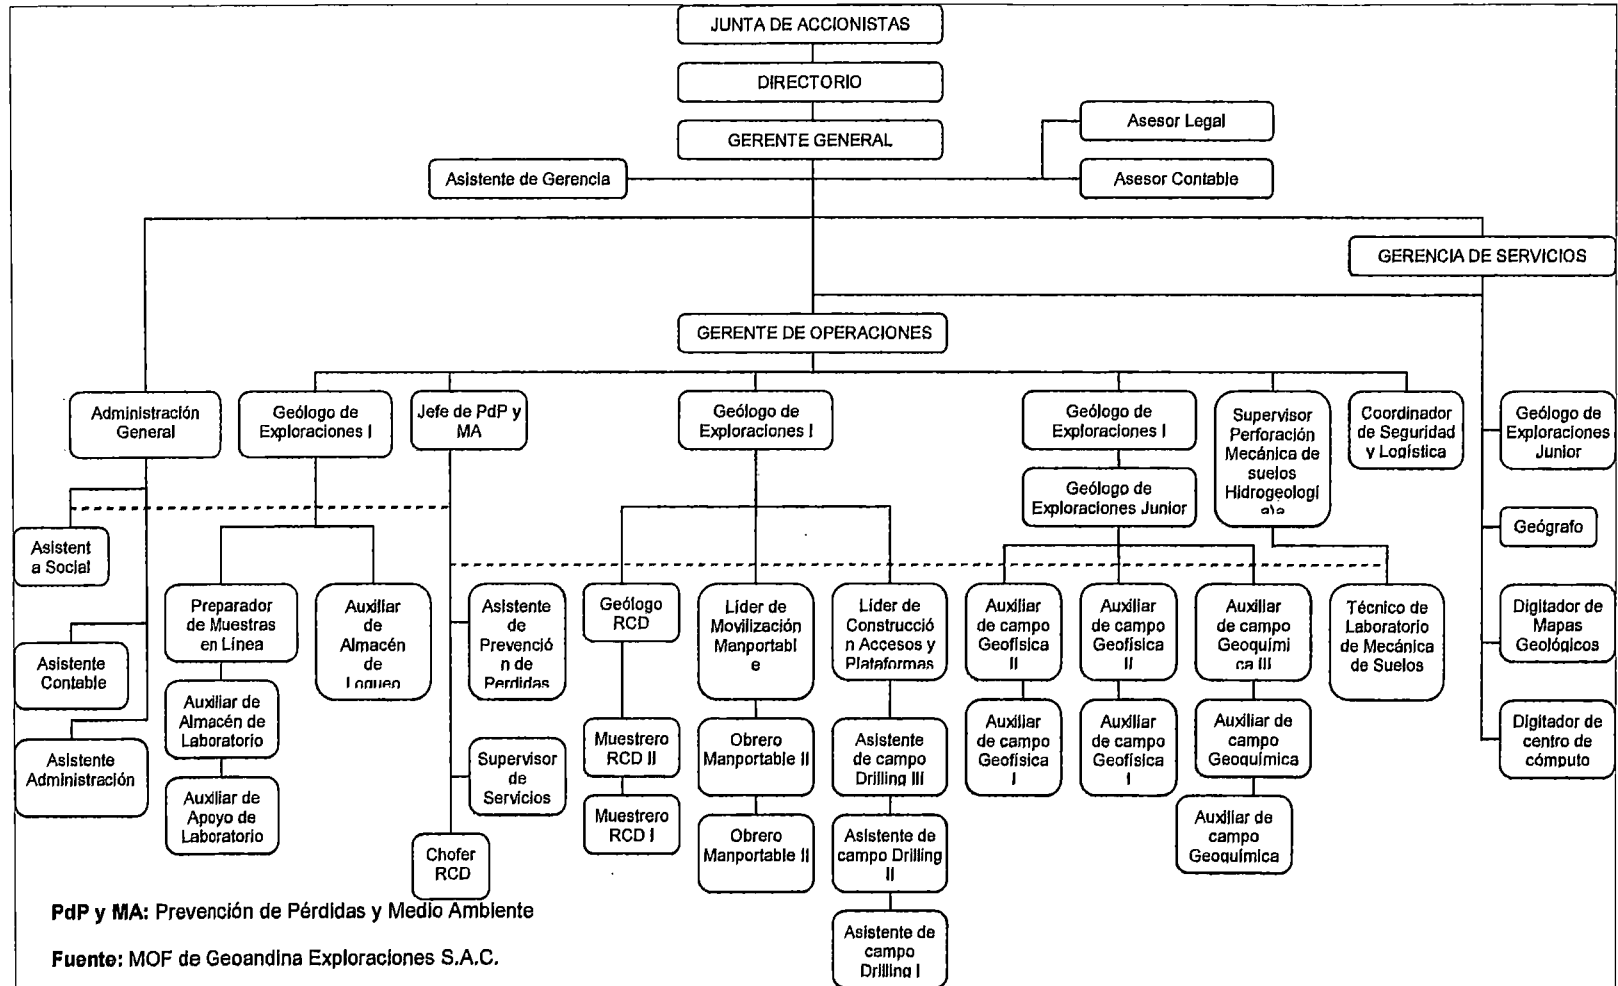 JUNTA DE ACCIONISTAS
DIRECTORIO
GERENTE GENERAL
Asesor Legal
Asistente de Gerencia
Asesor Contable
GERENCIA DE SERVICIOS
GERENTE DE OPERACIONES
Administración
General
Geólogo de
Exploraciones I
Jefe de PdP y
MA
Geólogo de
Exploraciones I
Geólogo de
Exploraciones I
Supervisor
Perforación
Mecánica de
suelos
Hidrogeologí
Coordinador
de Seguridad
y Logística
Geólogo de
Exploraciones
Junior
Geólogo de
Exploraciones Junior
Geógrafo
Asistent
a Social
Preparador
de Muestras
en Línea
Auxiliar
de
Almacén
de
Logueo
Asistente
de
Prevenció
n de
Perdidas
Geólogo
RCD
Líder de
Movilización
Manportabl
e
Líder de
Construcció
n Accesos y
Plataformas
Auxiliar
de campo
Geofísica
II
Auxiliar
de campo
Geofísica
II
Auxiliar
de campo
Geoquími
ca III
Técnico de
Laboratorio
de Mecánica
de Suelos
Digitador de
Mapas
Geológicos
Asistente
Contable
Auxiliar de
Almacén de
Laboratorio
Muestrero
RCD II
Obrero
Manportable II
Asistente
de campo
Drilling III
Auxiliar
de campo
Geofísica
I
Auxiliar
de campo
Geofísica
I
Auxiliar de
campo
Geoquímica
Digitador de
centro de
cómputo
Asistente
Administración
Supervisor
de
Servicios
Auxiliar de
Apoyo de
Laboratorio
Muestrero
RCD I
Obrero
Manportable II
Asistente de
campo Drilling
II
Auxiliar de
campo
Geoquímica
Chofer
RCD
Asistente de
campo
Drilling I
PdP y MA: Prevención de Pérdidas y Medio Ambiente
Fuente: MOF de Geoandina Exploraciones S.A.C.